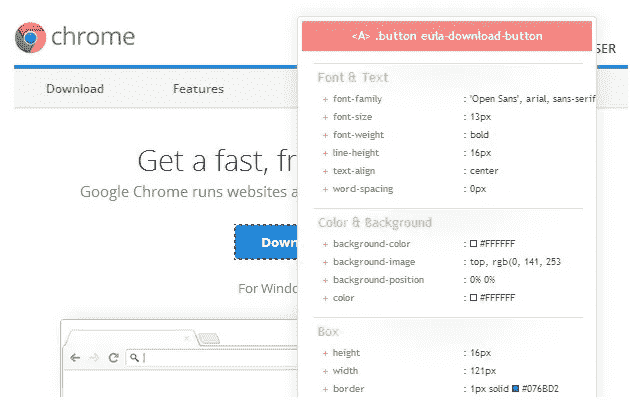 chrome
<A> .button eula-download-button
SER
Download Features
Font & Text
+ font-family : 'Open Sans', arial, sans-serif
+ font-size : 13px
+ font-weight : bold
+ line-height : 16px
+ text-align : center
+ word-spacing : 0px
Get a fast, fr
Google Chrome runs websites a
Color & Background
+ background-color : #FFFFFF
+ background-image : top, rgb(0, 141, 253
+ background-position : 0% 0%
+ color : #FFFFFF
Down
For Windo
Box
+ height : 16px
+ width : 121px
+ border : 1px solid #076BD2